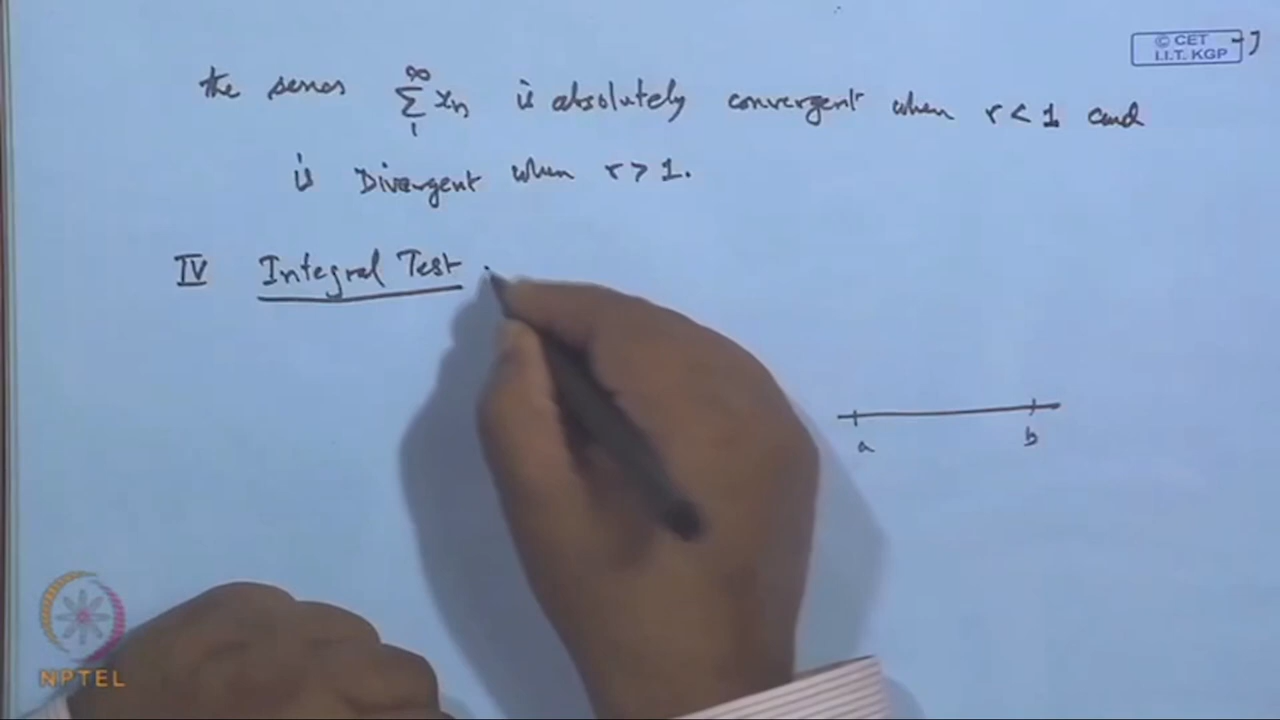 © CET
I.I.T. KGP
the series ∞ Σ 1 xn is absolutely convergent when r < 1 and
is Divergent when r > 1.
IV Integral Test
a b
NPTEL